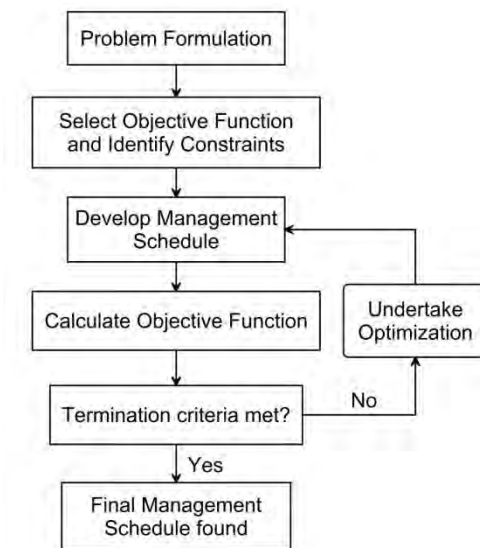 Problem Formulation
Select Objective Function
and Identify Constraints
Develop Management
Schedule
Calculate Objective Function
Undertake
Optimization
Termination criteria met?
No
Yes
Final Management
Schedule found